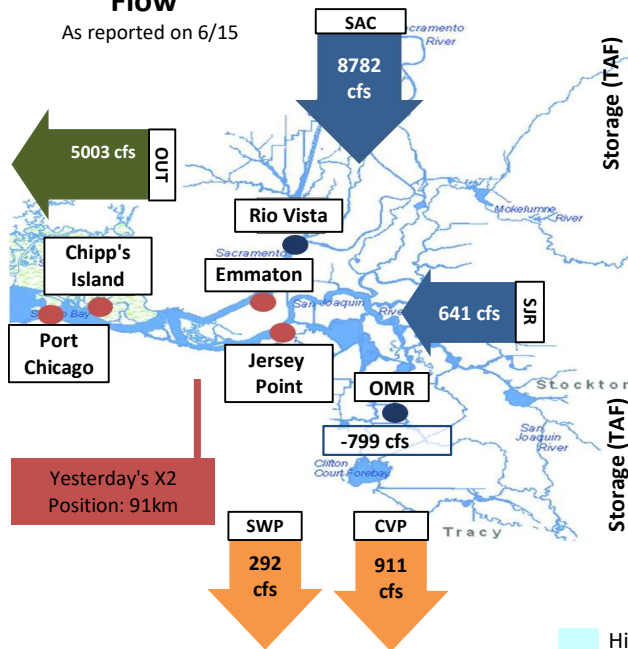 Flow
As reported on 6/15
SAC
Sacramento
River
8782
cfs
Storage (TAF)
5003 cfs
OUT
Mokelumne
River
Rio Vista
Chipp's
Island
Sacramento
Emmaton
San Joaquin
River
641 cfs
SJR
Port
Chicago
Jersey
Point
OMR
Stockton
-799 cfs
San
Joaquin
River
Clifton
Court Forebay
Storage (TAF)
Yesterday's X2
Position: 91km
Tracy
SWP
CVP
292
cfs
911
cfs
Hi